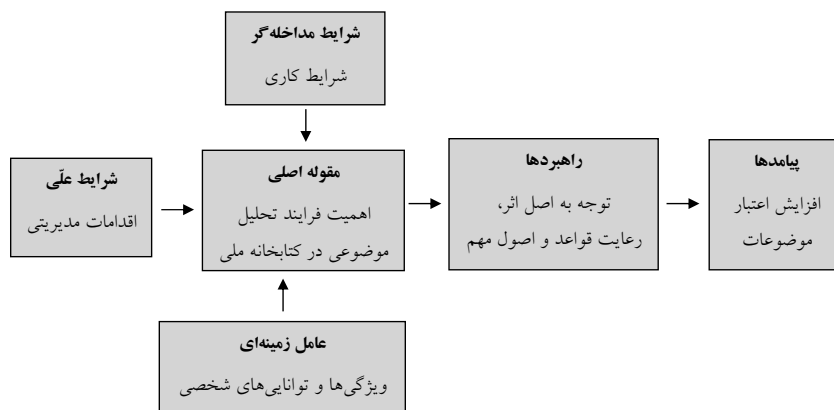 شرایط مداخله‌گر
شرایط کاری
شرایط علّی
اقدامات مدیریتی
مقوله اصلی
اهمیت فرایند تحلیل
موضوعی در کتابخانه ملی
راهبردها
توجه به اصل اثر،
رعایت قواعد و اصول مهم
پیامدها
افزایش اعتبار
موضوعات
عامل زمینه‌ای
ویژگی‌ها و توانایی‌های شخصی